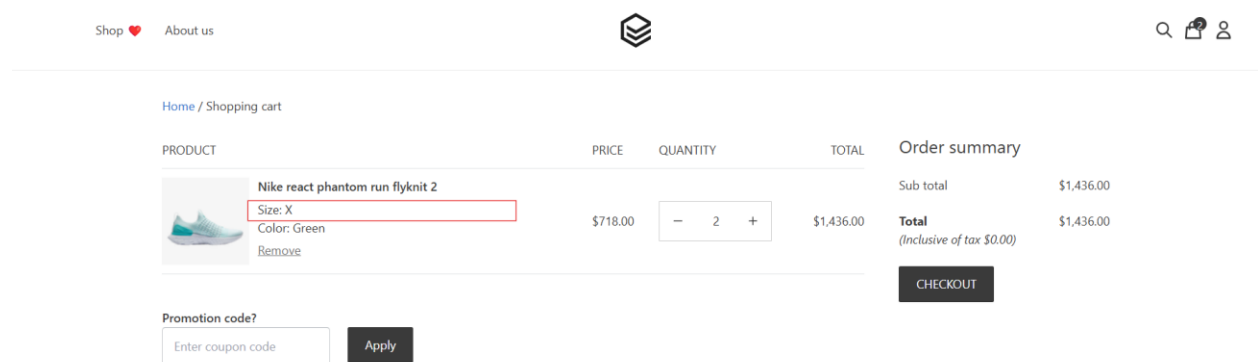 Shop ❤️ About us
2
Home / Shopping cart
PRODUCT PRICE QUANTITY TOTAL
Nike react phantom run flyknit 2
Size: X
Color: Green
Remove
$718.00 − 2 + $1,436.00
Promotion code?
Enter coupon code Apply
Order summary
Sub total $1,436.00
Total $1,436.00
(Inclusive of tax $0.00)
CHECKOUT